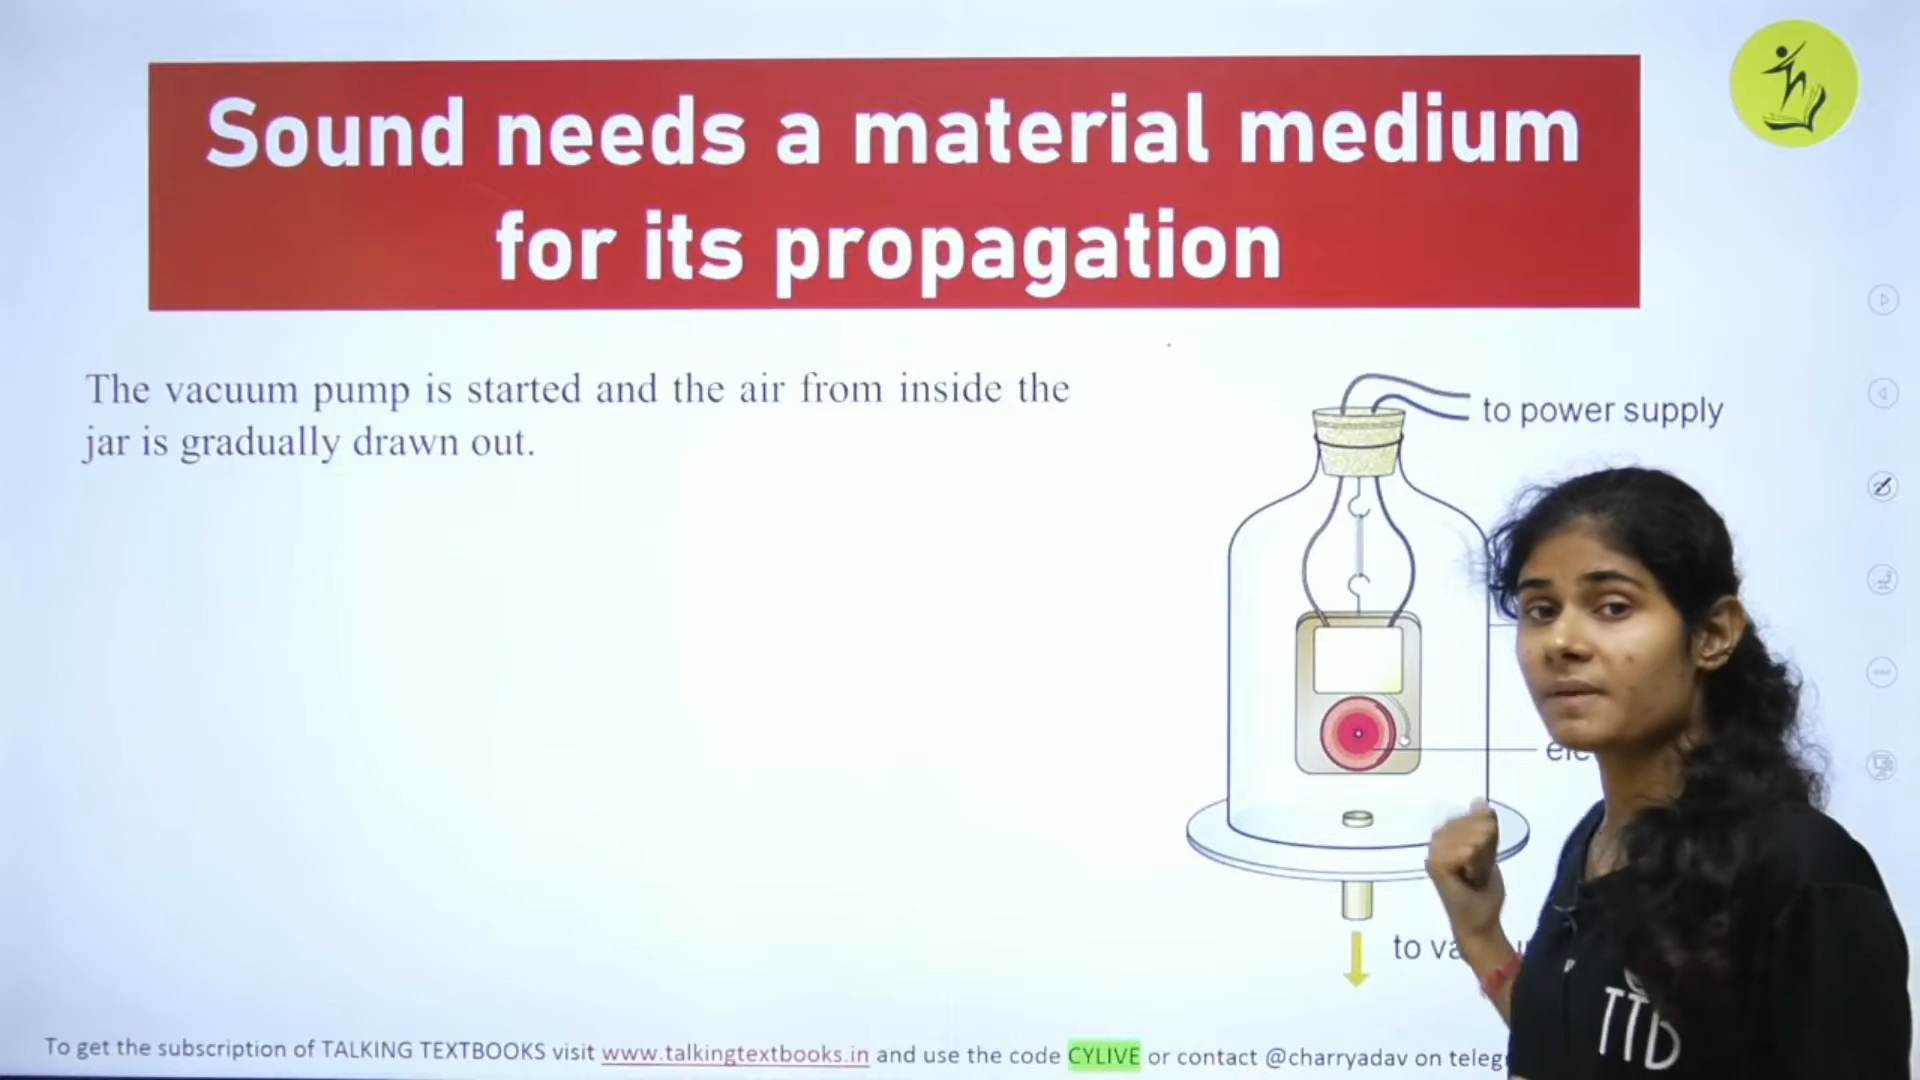 Sound needs a material medium
for its propagation
The vacuum pump is started and the air from inside the
jar is gradually drawn out.
to power supply
to
To get the subscription of TALKING TEXTBOOKS visit www.talkingtextbooks.in and use the code CYLIVE or contact @charryadav on